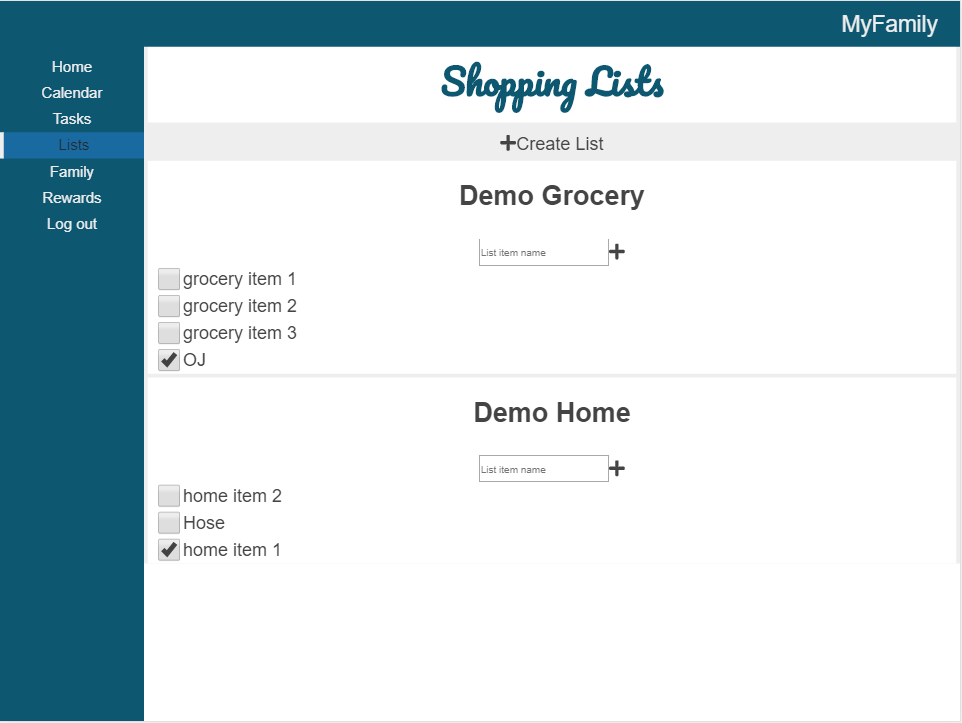 MyFamily
Home
Calendar
Tasks
Lists
Family
Rewards
Log out
Shopping Lists
Create List
Demo Grocery
List item name
grocery item 1
grocery item 2
grocery item 3
OJ
Demo Home
List item name
home item 2
Hose
home item 1